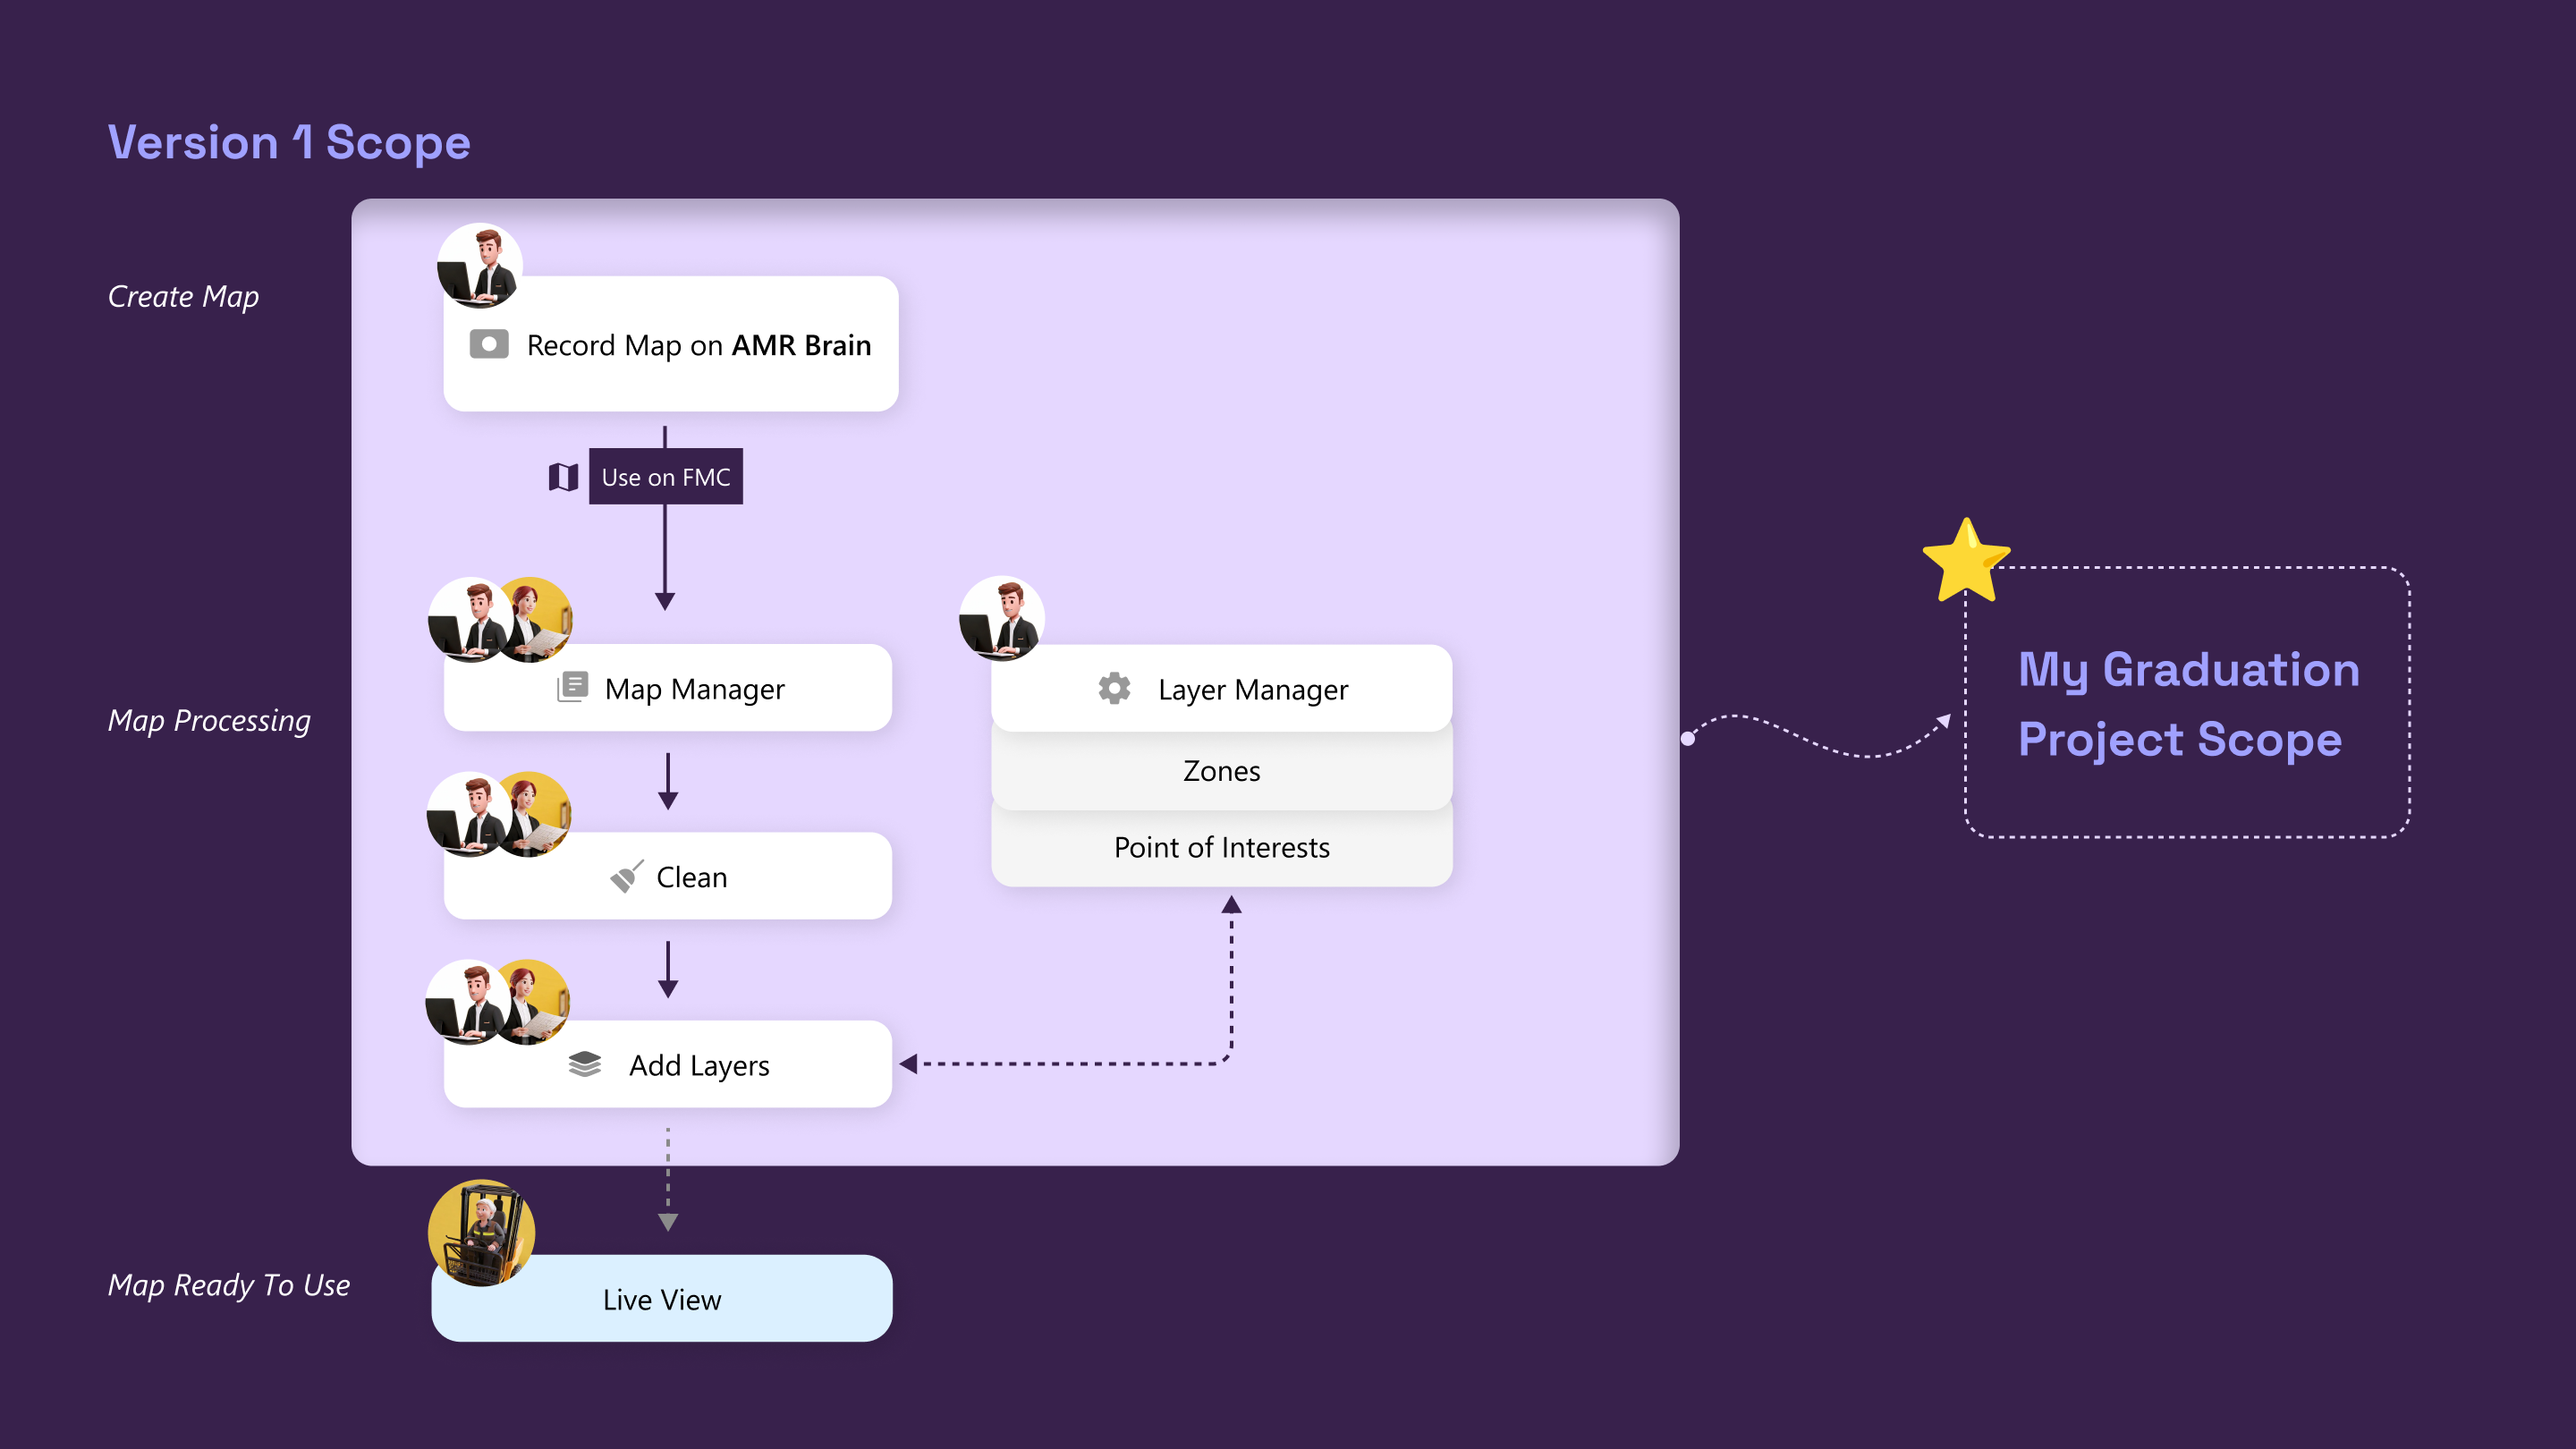 Version 1 Scope
Create Map
Record Map on AMR Brain
Use on FMC
Map Processing
Map Manager
Clean
Add Layers
Layer Manager
Zones
Point of Interests
My Graduation
Project Scope
Map Ready To Use
Live View